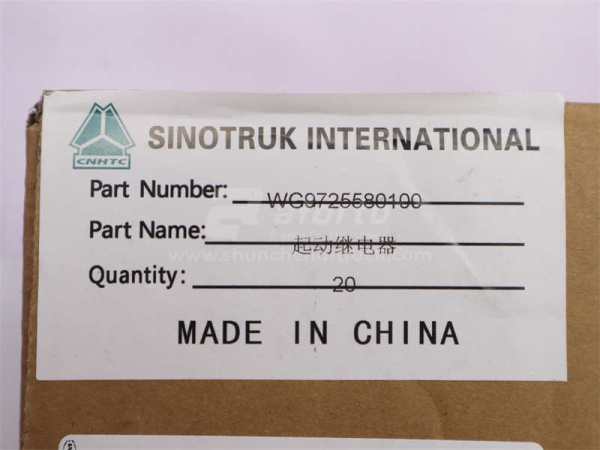 CNHTC
SINOTRUK INTERNATIONAL
Part Number: WG9725580100
Part Name: 起动继电器
Quantity: 20
MADE IN CHINA